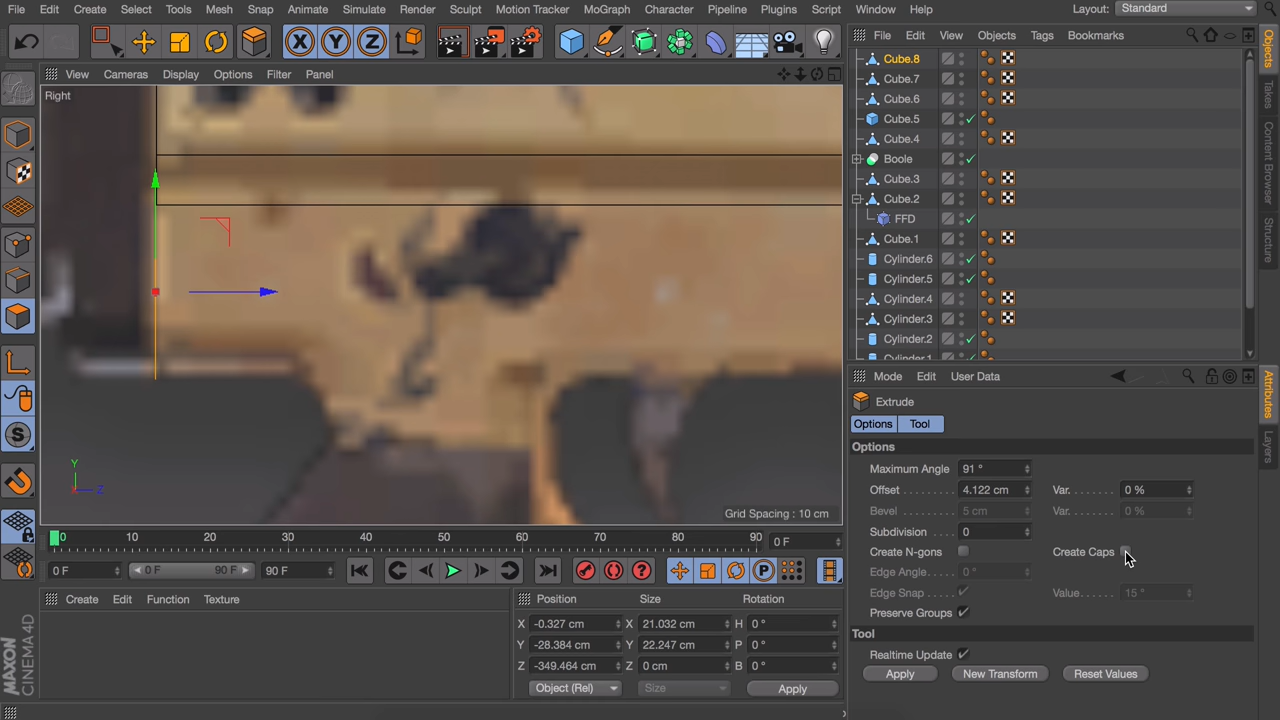 File Edit Create Select Tools Mesh Snap Animate Simulate Render Sculpt Motion Tracker MoGraph Character Pipeline Plugins Script Window Help Layout: Standard
X Y Z
File Edit View Objects Tags Bookmarks
View Cameras Display Options Filter Panel
Right
Cube.8
Cube.7
Cube.6
Cube.5
Cube.4
Boole
Cube.3
Cube.2
FFD
Cube.1
Cylinder.6
Cylinder.5
Cylinder.4
Cylinder.3
Cylinder.2
Cylinder.1
Objects
Takes
Content Browser
Structure
Attributes
Layers
Mode Edit User Data
Extrude
Options Tool
Options
Maximum Angle 91 °
Offset 4.122 cm Var. 0 %
Bevel 5 cm Var. 0 %
Subdivision 0
Create N-gons Create Caps
Edge Angle 0 °
Edge Snap Value 15 °
Preserve Groups
Tool
Realtime Update
Apply New Transform Reset Values
Y
Z
Grid Spacing : 10 cm
0 10 20 30 40 50 60 70 80 90 0 F
0 F 0 F 90 F 90 F
P
Create Edit Function Texture
Position Size Rotation
X -0.327 cm X 21.032 cm H 0 °
Y -28.384 cm Y 22.247 cm P 0 °
Z -349.464 cm Z 0 cm B 0 °
Object (Rel) Size Apply
MAXON
CINEMA 4D